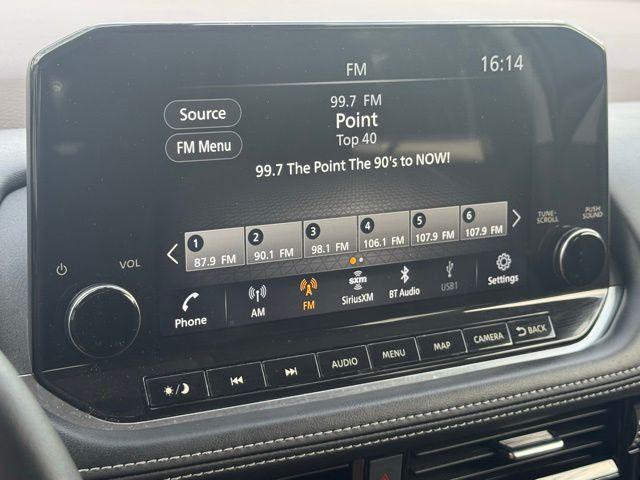 FM
16:14
Source
FM Menu
99.7 FM
Point
Top 40
99.7 The Point The 90's to NOW!
1
87.9 FM
2
90.1 FM
3
98.1 FM
4
106.1 FM
5
107.9 FM
6
107.9 FM
VOL
TUNE-
SCROLL
PUSH
SOUND
Phone
AM
FM
sxm
SiriusXM
BT Audio
USB1
Settings
AUDIO
MENU
MAP
CAMERA
BACK